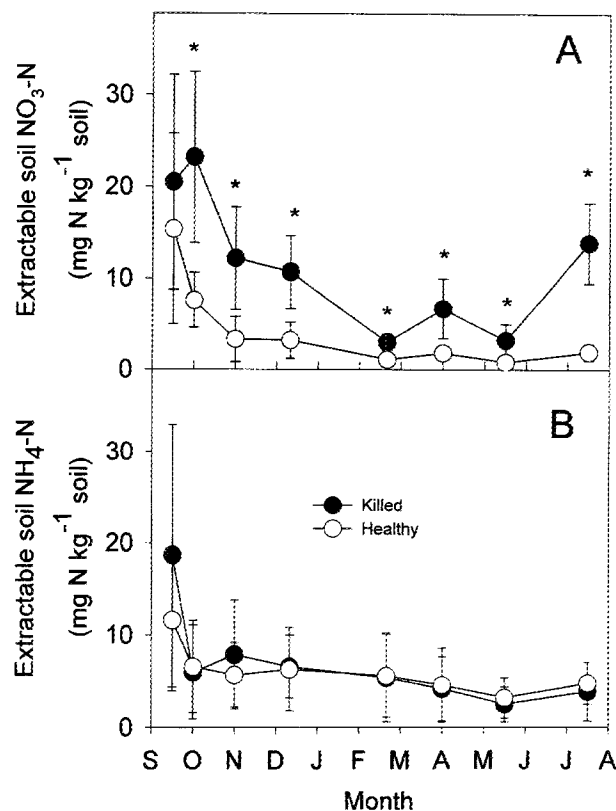 A
Extractable soil NO3-N
(mg N kg-1 soil)
30
20
10
0
* * * * * * *
B
Extractable soil NH4-N
(mg N kg-1 soil)
30
20
10
0
Killed
Healthy
S O N D J F M A M J J A
Month